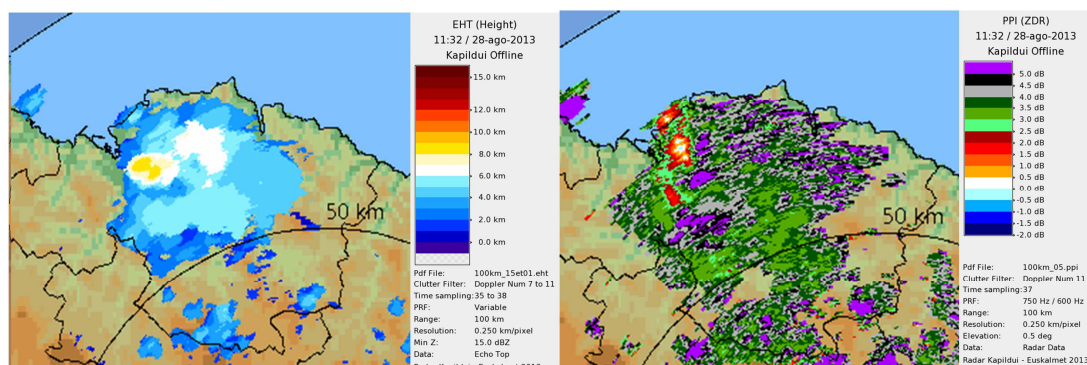 EHT (Height)
11:32 / 28-ago-2013
Kapildui Offline
15.0 km
12.0 km
10.0 km
8.0 km
6.0 km
4.0 km
2.0 km
0.0 km
Pdf File: 100km_15et01.eht
Clutter Filter: Doppler Num 7 to 11
Time sampling:35 to 38
PRF: Variable
Range: 100 km
Resolution: 0.250 km/pixel
Min Z: 15.0 dBZ
Data: Echo Top
50 km
PPI (ZDR)
11:32 / 28-ago-2013
Kapildui Offline
5.0 dB
4.5 dB
4.0 dB
3.5 dB
3.0 dB
2.5 dB
2.0 dB
1.5 dB
1.0 dB
0.5 dB
0.0 dB
-0.5 dB
-1.0 dB
-1.5 dB
-2.0 dB
Pdf File: 100km_05.ppi
Clutter Filter: Doppler Num 11
Time sampling:37
PRF: 750 Hz / 600 Hz
Range: 100 km
Resolution: 0.250 km/pixel
Elevation: 0.5 deg
Data: Radar Data
Radar Kapildui - Euskalmet 2013
50 km